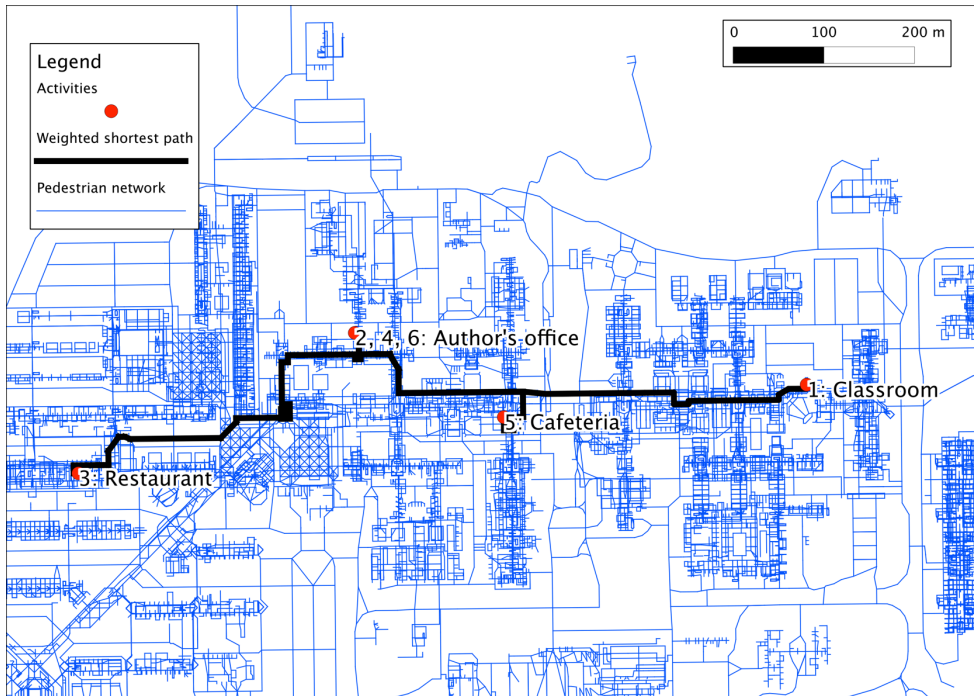 0 100 200 m
Legend
Activities
Weighted shortest path
Pedestrian network
2, 4, 6: Author's office
1: Classroom
5: Cafeteria
3: Restaurant